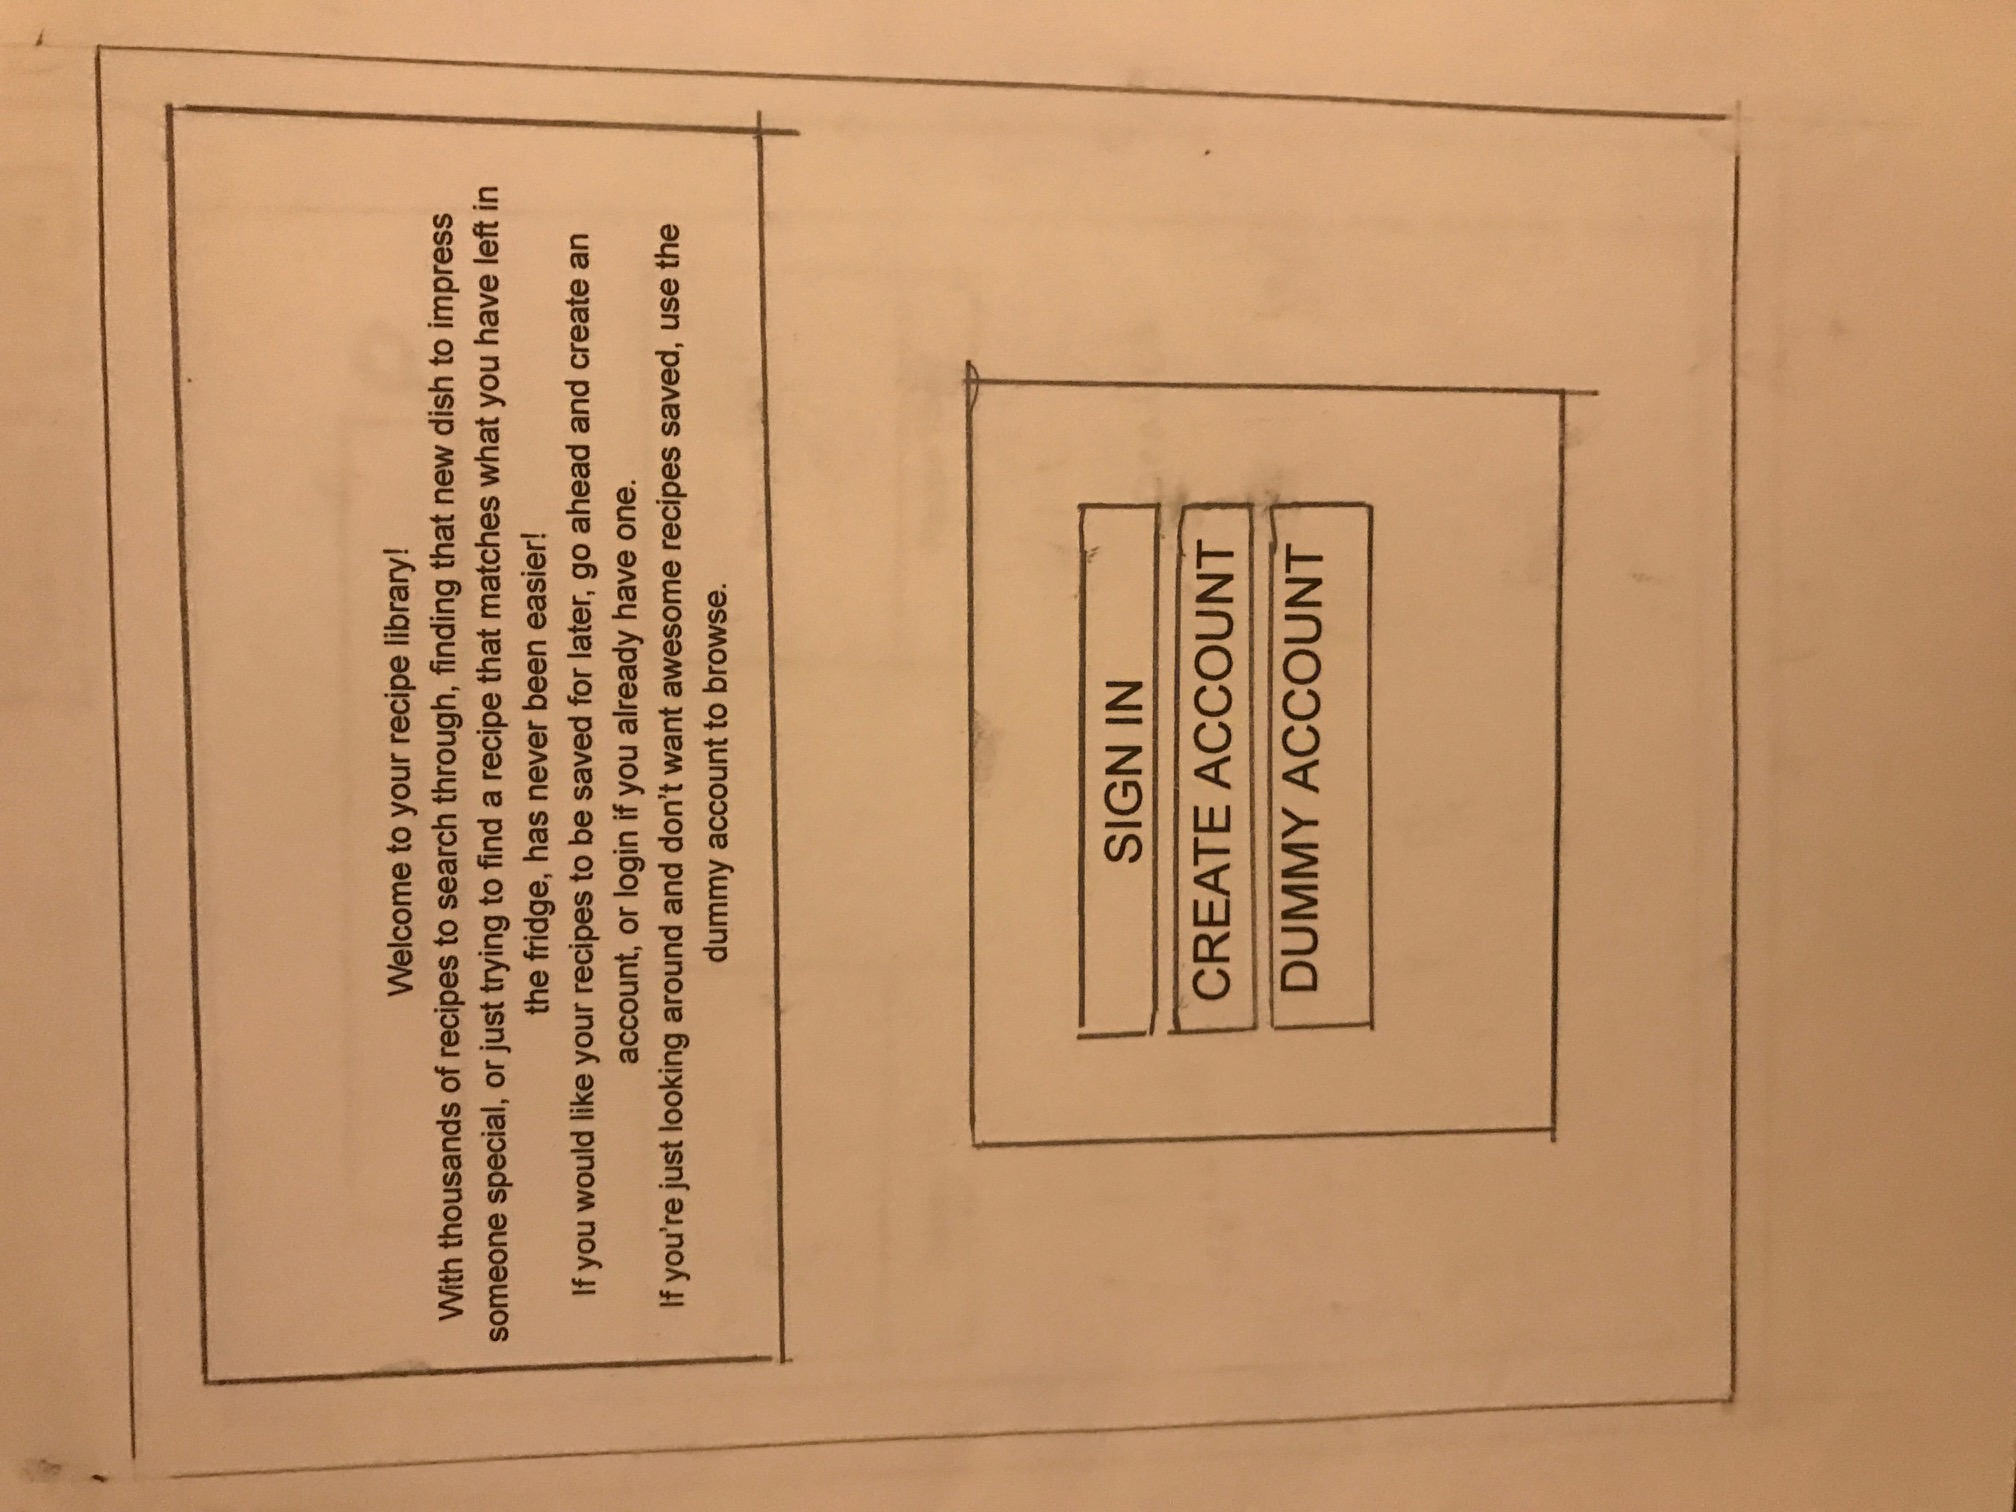 Welcome to your recipe library!
With thousands of recipes to search through, finding that new dish to impress
someone special, or just trying to find a recipe that matches what you have left in
the fridge, has never been easier!
If you would like your recipes to be saved for later, go ahead and create an
account, or login if you already have one.
If you're just looking around and don't want awesome recipes saved, use the
dummy account to browse.
SIGN IN
CREATE ACCOUNT
DUMMY ACCOUNT